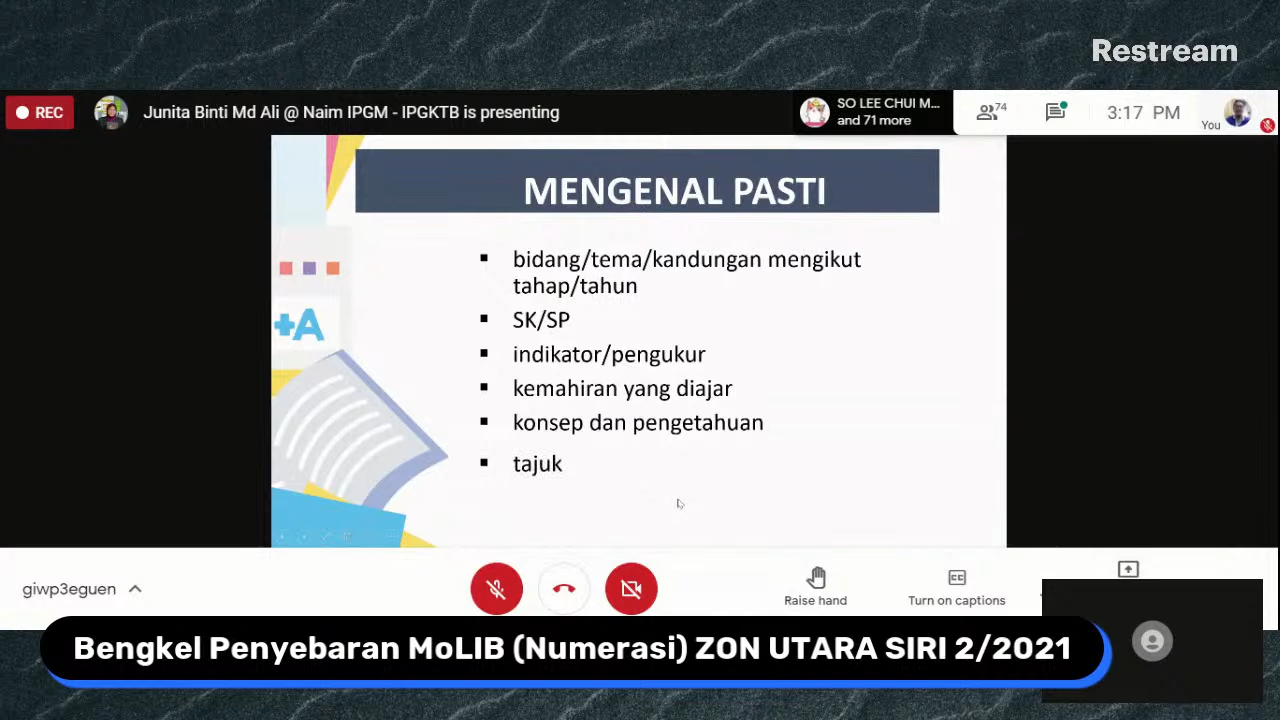 Restream
REC
Junita Binti Md Ali @ Naim IPGM - IPGKTB is presenting
SO LEE CHUI M...
and 71 more
74
3:17 PM
You
MENGENAL PASTI
▪ bidang/tema/kandungan mengikut
tahap/tahun
▪ SK/SP
▪ indikator/pengukur
▪ kemahiran yang diajar
▪ konsep dan pengetahuan
▪ tajuk
+A
giwp3eguen
CC
Raise hand
Turn on captions
Bengkel Penyebaran MoLIB (Numerasi) ZON UTARA SIRI 2/2021